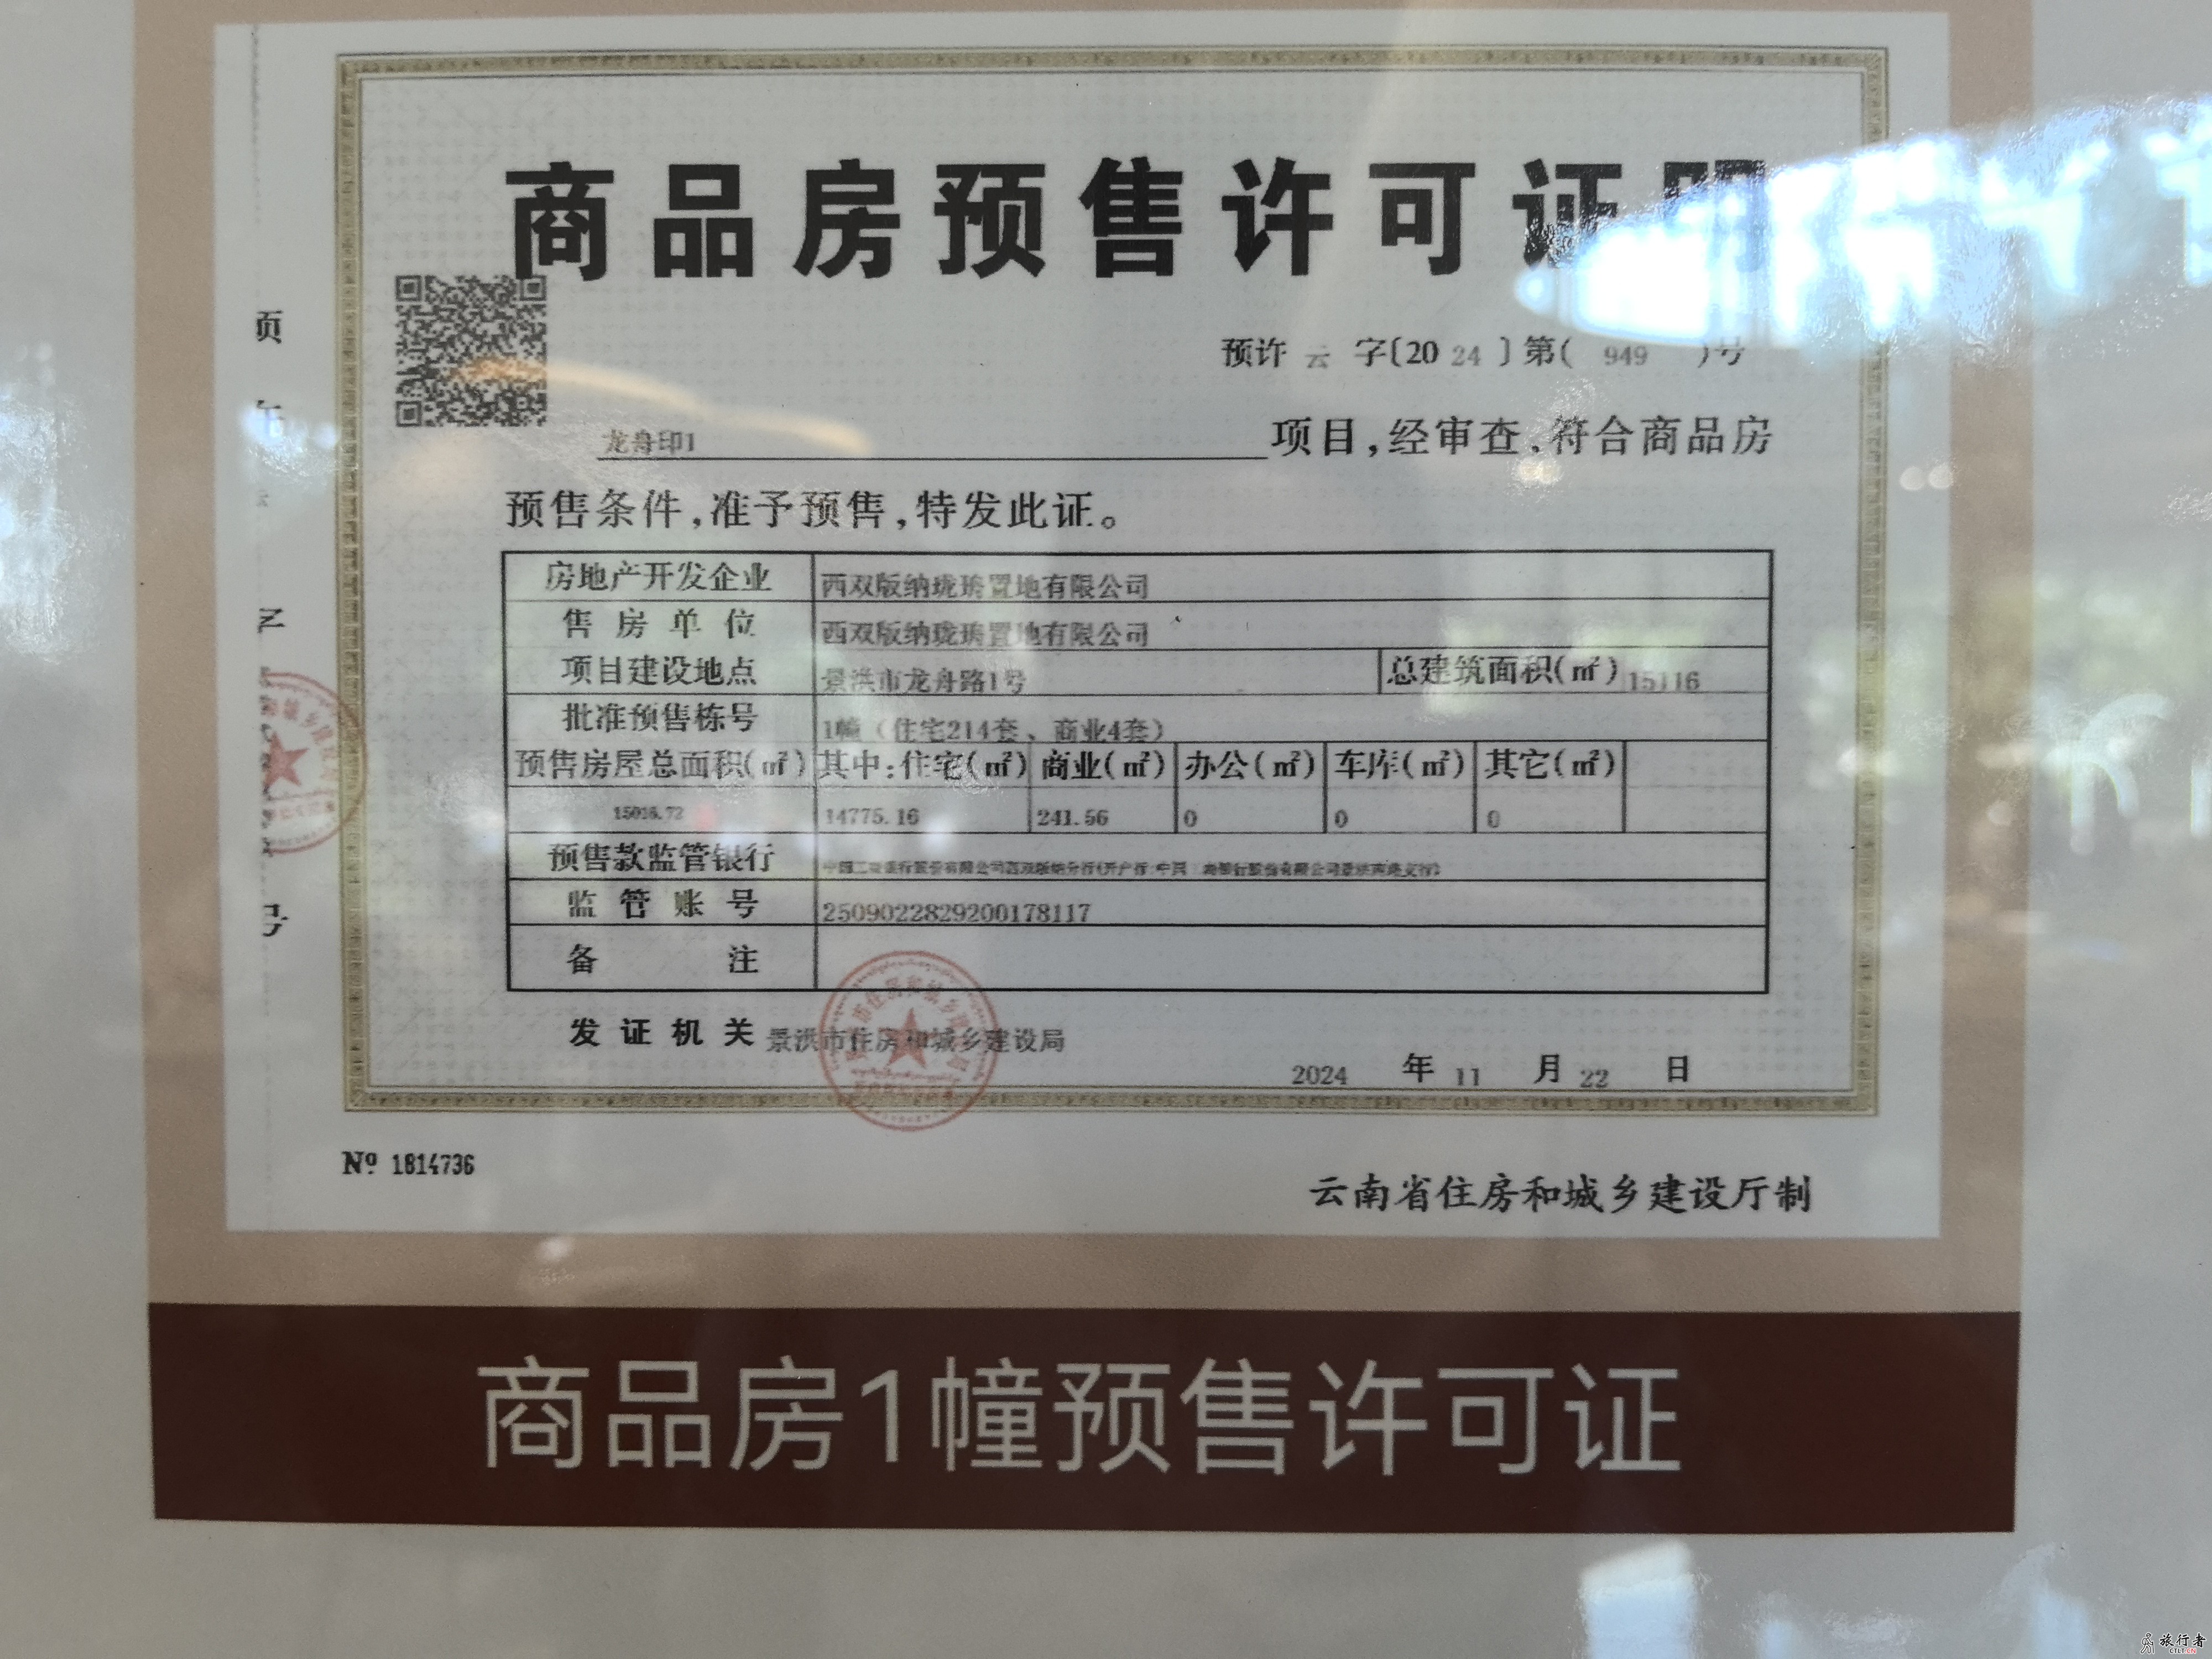 商品房预售许可证明
预许 云 字〔2024〕第( 949 )号
龙舟印1 项目,经审查,符合商品房
预售条件,准予预售,特发此证。
房地产开发企业 西双版纳珑琇置地有限公司
售房单位 西双版纳珑琇置地有限公司
项目建设地点 景洪市龙舟路1号 总建筑面积(㎡) 15116
批准预售栋号 1幢（住宅214套、商业4套）
预售房屋总面积(㎡) 其中:住宅(㎡) 商业(㎡) 办公(㎡) 车库(㎡) 其它(㎡)
15016.72 14775.16 241.56 0 0 0
预售款监管银行
监管账号 2509022829200178117
备注
发证机关 景洪市住房和城乡建设局
2024 年 11 月 22 日
№ 1814736
云南省住房和城乡建设厅制
商品房1幢预售许可证
旅行者